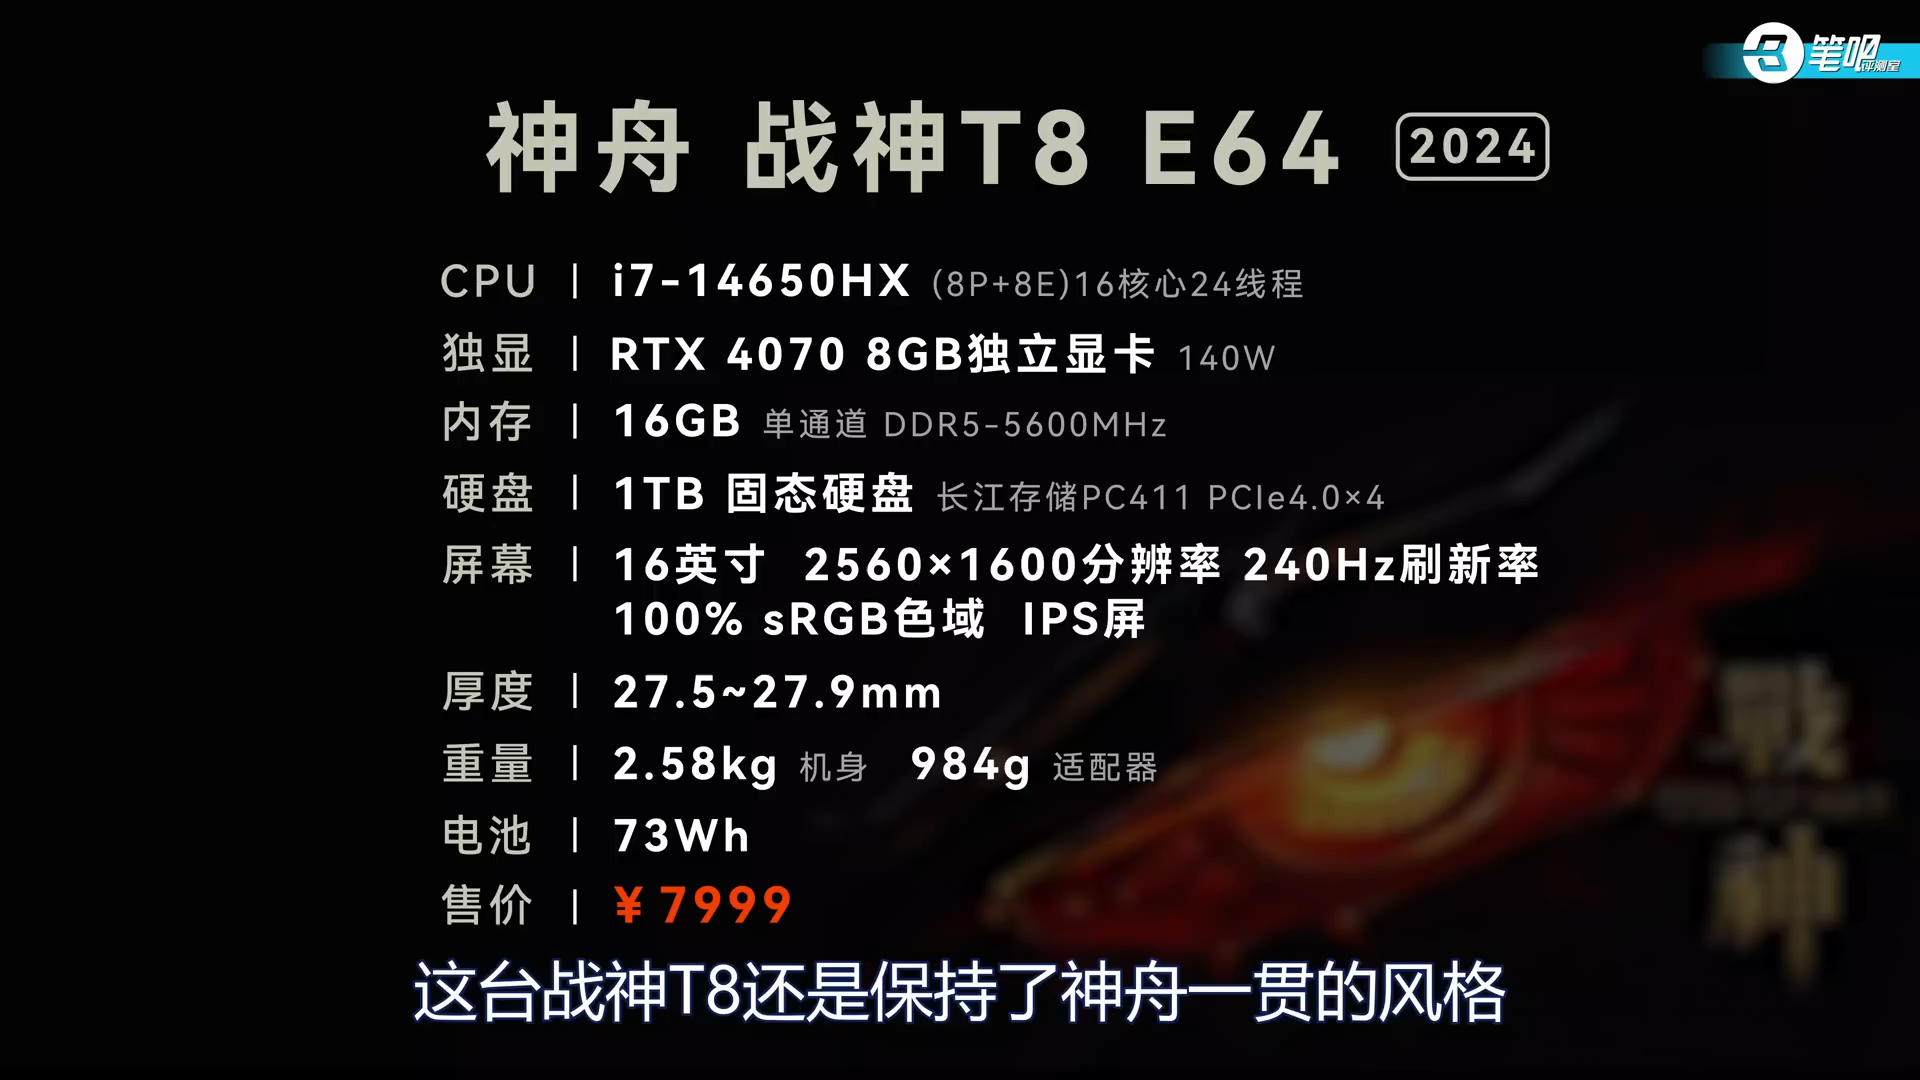 笔吧评测室
神舟 战神T8 E64 2024
CPU | i7-14650HX (8P+8E)16核心24线程
独显 | RTX 4070 8GB独立显卡 140W
内存 | 16GB 单通道 DDR5-5600MHz
硬盘 | 1TB 固态硬盘 长江存储PC411 PCIe4.0×4
屏幕 | 16英寸 2560×1600分辨率 240Hz刷新率
100% sRGB色域 IPS屏
厚度 | 27.5~27.9mm
重量 | 2.58kg 机身 984g 适配器
电池 | 73Wh
售价 | ¥7999
戰
神
这台战神T8还是保持了神舟一贯的风格